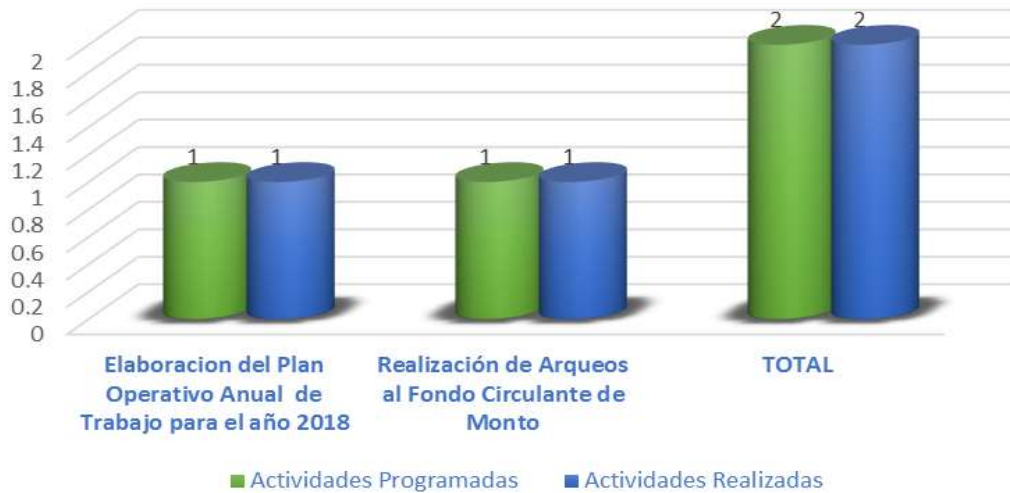 2 2
2
1.8
1.6
1.4
1.2
1
0.8
0.6
0.4
0.2
0
1 1
1 1
Elaboracion del Plan
Operativo Anual de
Trabajo para el año 2018
Realización de Arqueos
al Fondo Circulante de
Monto
TOTAL
Actividades Programadas Actividades Realizadas